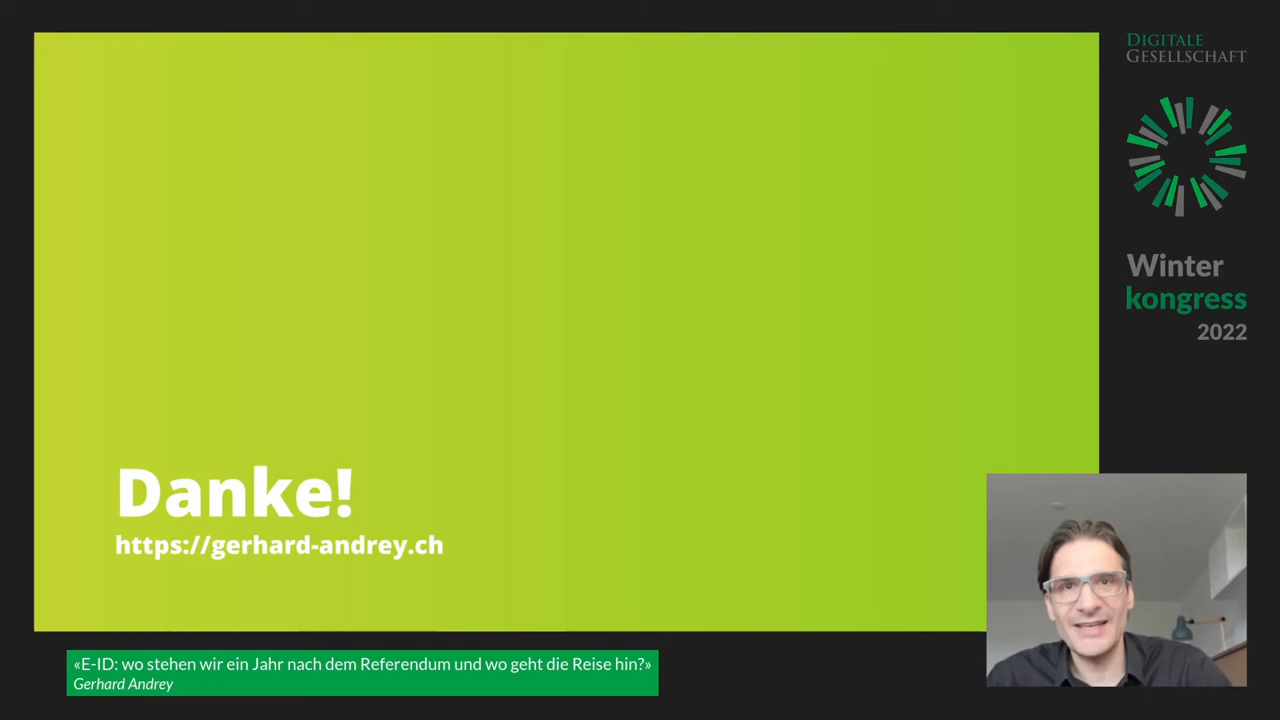 DIGITALE
GESELLSCHAFT
Winter
kongress
2022
Danke!
https://gerhard-andrey.ch
«E-ID: wo stehen wir ein Jahr nach dem Referendum und wo geht die Reise hin?»
Gerhard Andrey